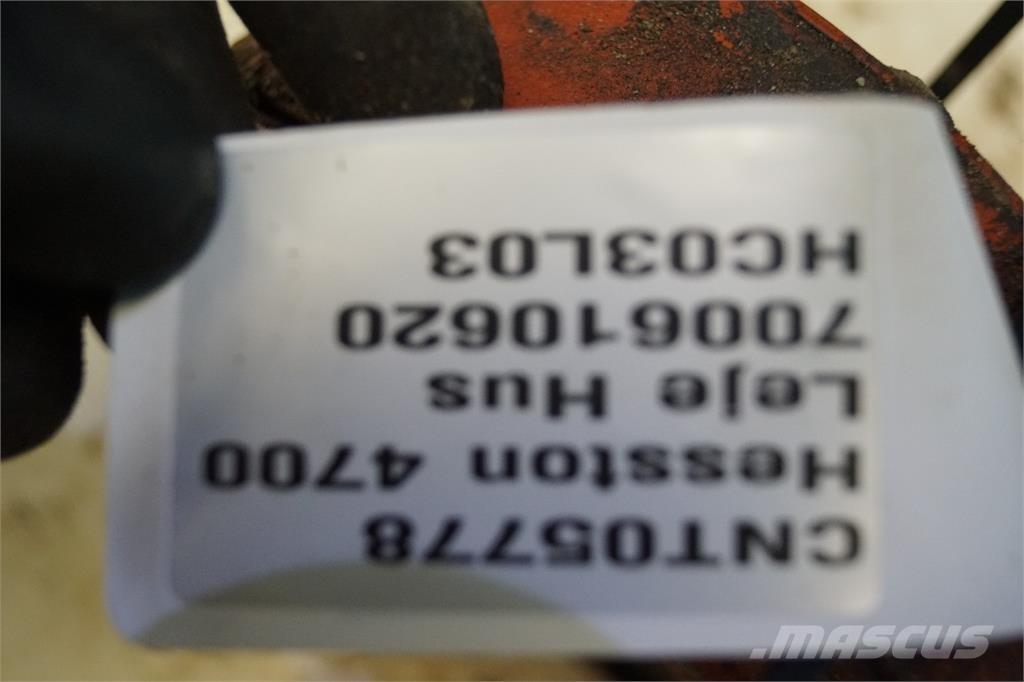 CNT05778
Hesston 4700
Leje Hus
700610620
HC03L03
.MASCUS